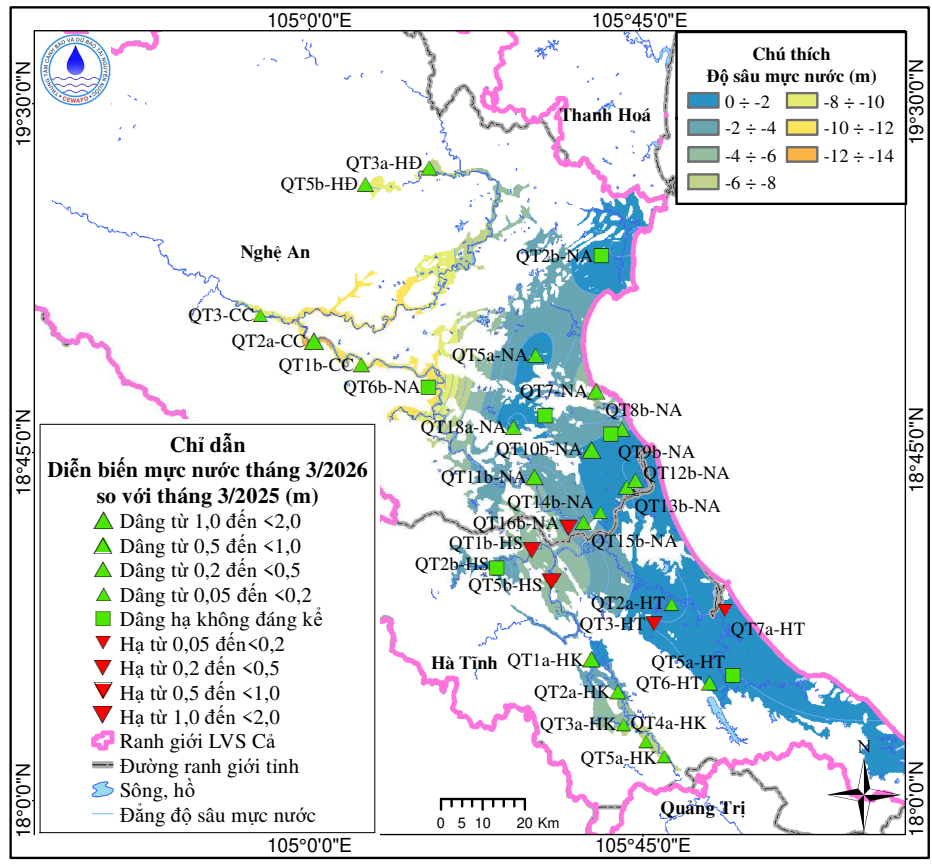 105°0'0"E
105°45'0"E
19°30'0"N
18°45'0"N
18°0'0"N
TRUNG TÂM CẢNH BÁO VÀ DỰ BÁO TÀI NGUYÊN NƯỚC
CEWAFO
Chú thích
Độ sâu mực nước (m)
0 ÷ -2
-2 ÷ -4
-4 ÷ -6
-6 ÷ -8
-8 ÷ -10
-10 ÷ -12
-12 ÷ -14
19°30'0"N
18°45'0"N
18°0'0"N
Thanh Hoá
QT3a-HĐ
QT5b-HĐ
Nghệ An
QT2b-NA
QT3-CC
QT2a-CC
QT1b-CC
QT6b-NA
QT5a-NA
QT7-NA
QT8b-NA
QT18a-NA
QT10b-NA
QT9b-NA
QT11b-NA
QT12b-NA
QT14b-NA
QT13b-NA
QT16b-NA
QT15b-NA
QT1b-HS
QT2b-HS
QT5b-HS
QT2a-HT
QT3-HT
QT7a-HT
Hà Tĩnh
QT1a-HK
QT5a-HT
QT6-HT
QT2a-HK
QT3a-HK
QT4a-HK
QT5a-HK
Quảng Trị
Chỉ dẫn
Diễn biến mực nước tháng 3/2026
so với tháng 3/2025 (m)
Dâng từ 1,0 đến <2,0
Dâng từ 0,5 đến <1,0
Dâng từ 0,2 đến <0,5
Dâng từ 0,05 đến <0,2
Dâng hạ không đáng kể
Hạ từ 0,05 đến<0,2
Hạ từ 0,2 đến <0,5
Hạ từ 0,5 đến <1,0
Hạ từ 1,0 đến <2,0
Ranh giới LVS Cả
Đường ranh giới tỉnh
Sông, hồ
Đẳng độ sâu mực nước
0 5 10 20 Km
N
105°0'0"E
105°45'0"E